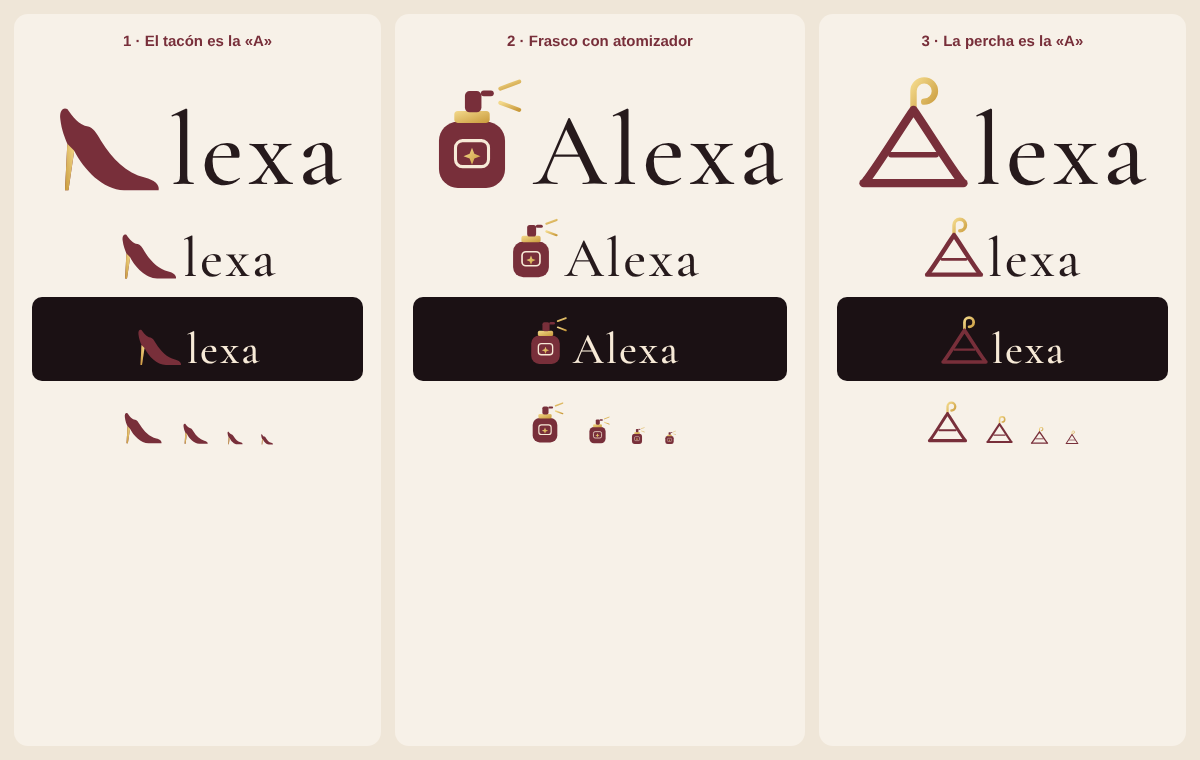 1 · El tacón es la «A»
lexa
lexa
lexa
2 · Frasco con atomizador
Alexa
Alexa
Alexa
3 · La percha es la «A»
lexa
lexa
lexa